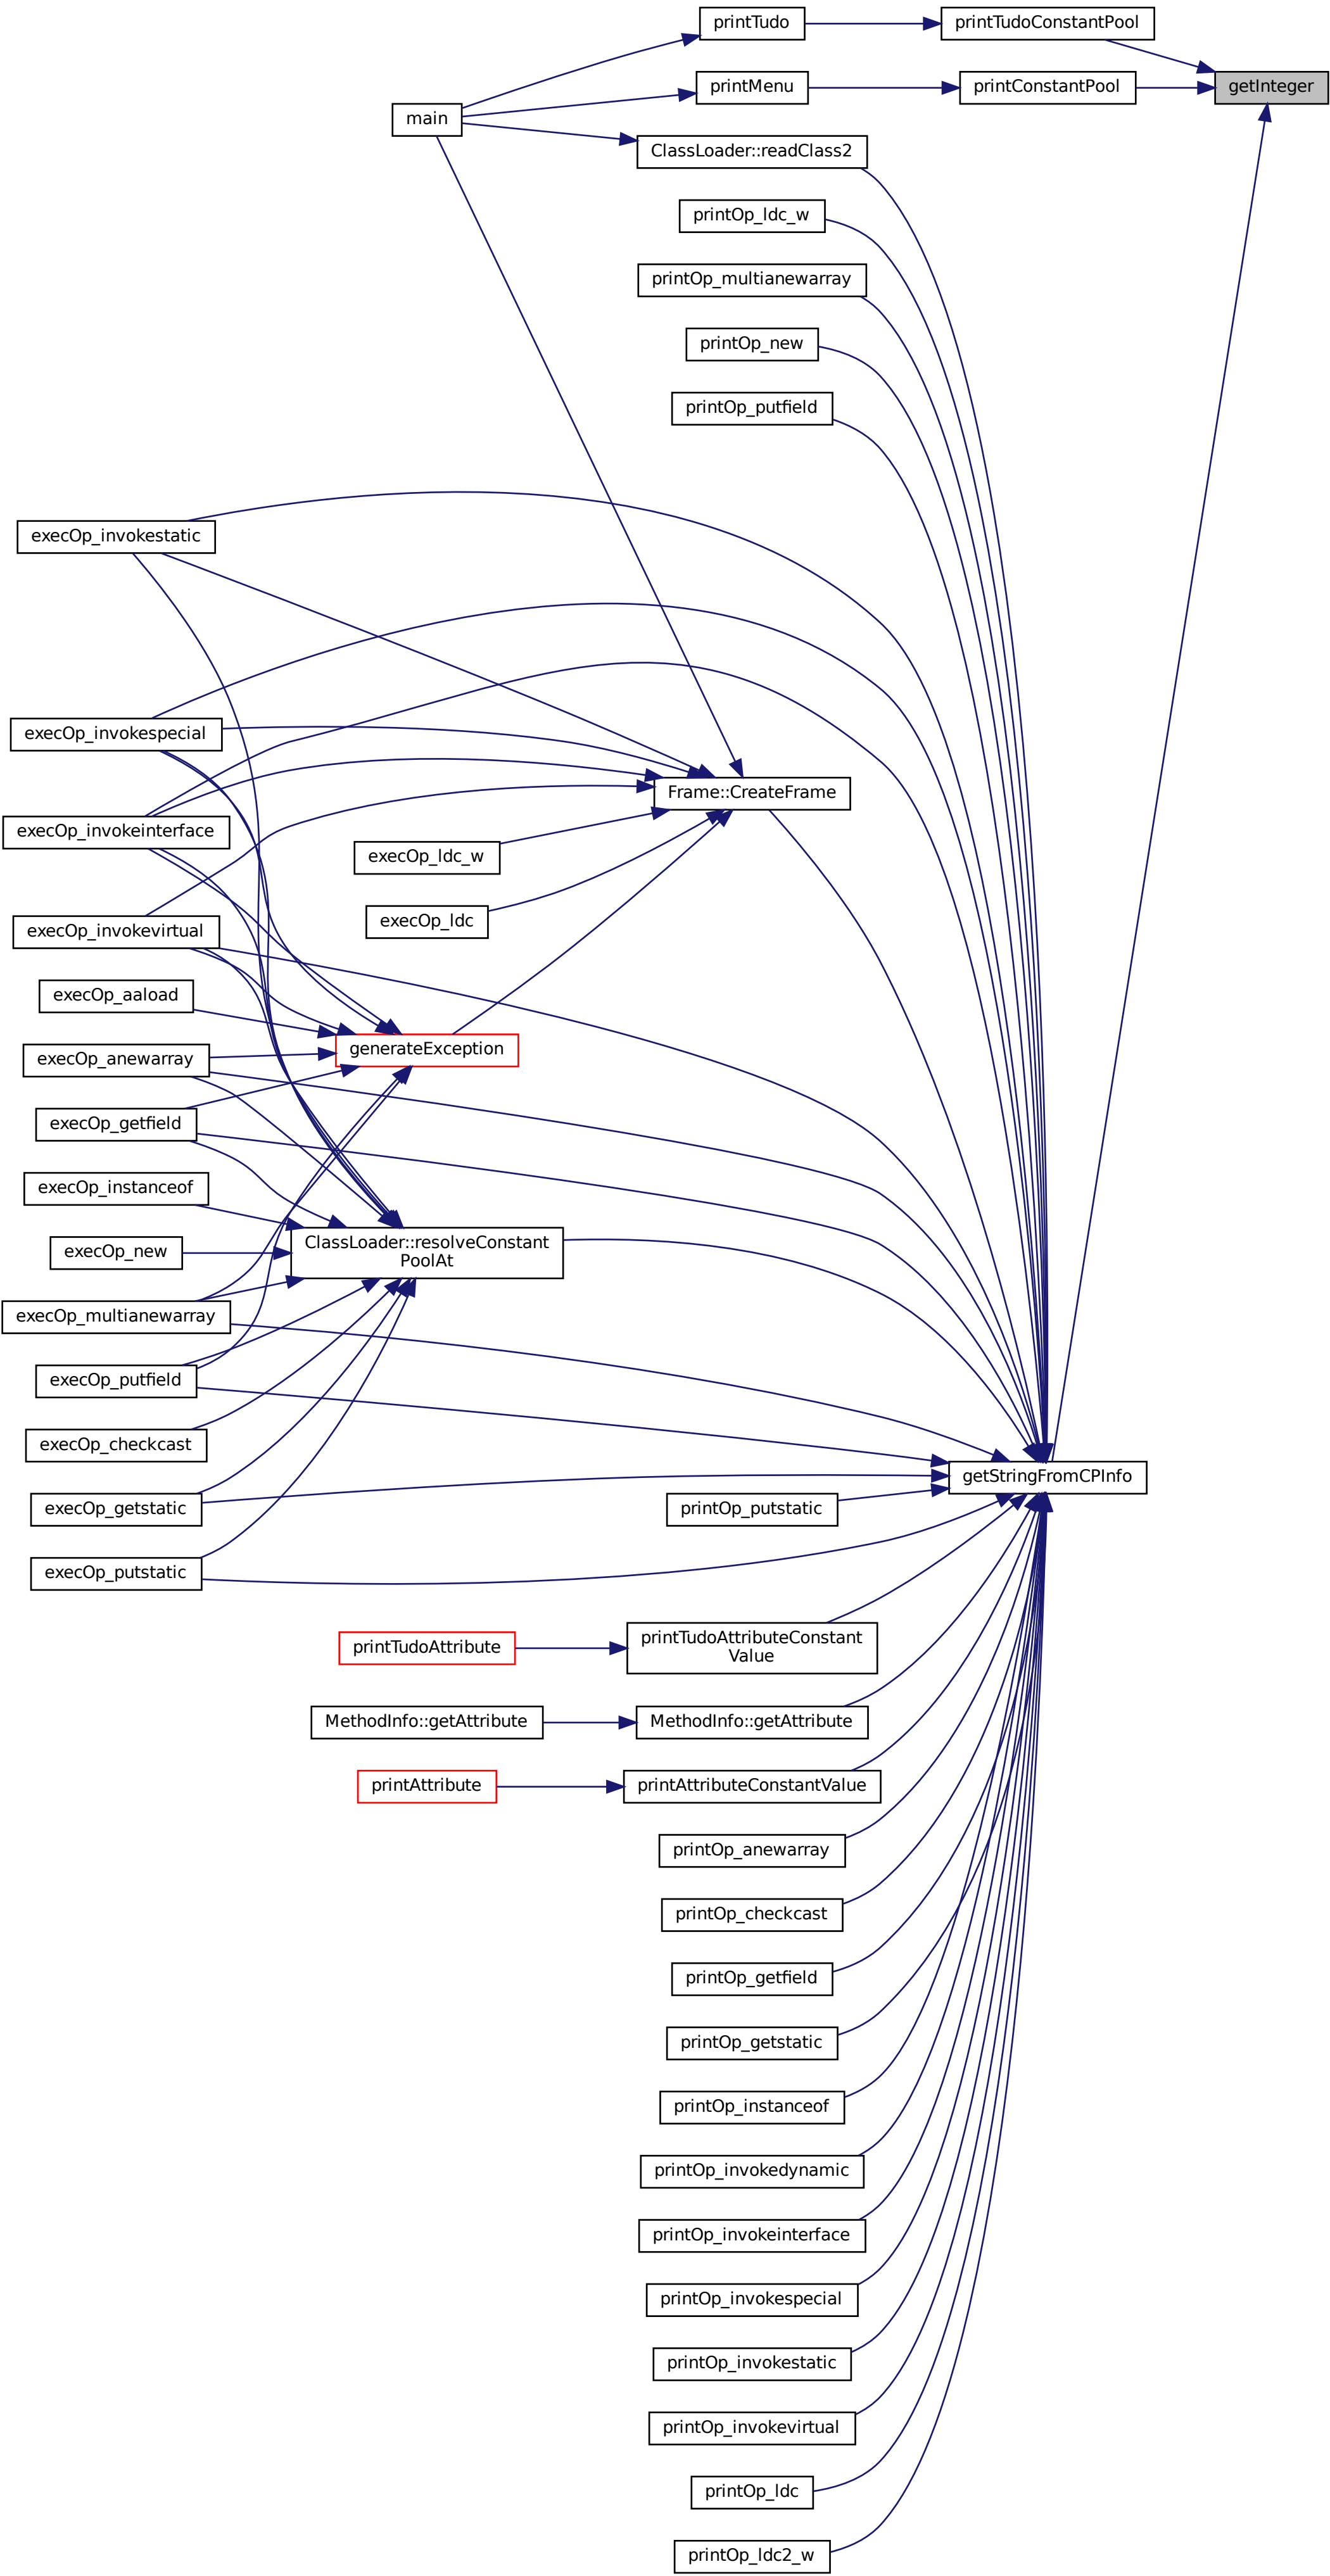 printTudo
printTudoConstantPool
printMenu
printConstantPool
getInteger
main
ClassLoader::readClass2
printOp_ldc_w
printOp_multianewarray
printOp_new
printOp_putfield
execOp_invokestatic
execOp_invokespecial
Frame::CreateFrame
execOp_invokeinterface
execOp_ldc_w
execOp_ldc
execOp_invokevirtual
execOp_aaload
generateException
execOp_anewarray
execOp_getfield
execOp_instanceof
ClassLoader::resolveConstant
PoolAt
execOp_new
execOp_multianewarray
execOp_putfield
execOp_checkcast
getStringFromCPInfo
execOp_getstatic
printOp_putstatic
execOp_putstatic
printTudoAttribute
printTudoAttributeConstant
Value
MethodInfo::getAttribute
MethodInfo::getAttribute
printAttribute
printAttributeConstantValue
printOp_anewarray
printOp_checkcast
printOp_getfield
printOp_getstatic
printOp_instanceof
printOp_invokedynamic
printOp_invokeinterface
printOp_invokespecial
printOp_invokestatic
printOp_invokevirtual
printOp_ldc
printOp_ldc2_w